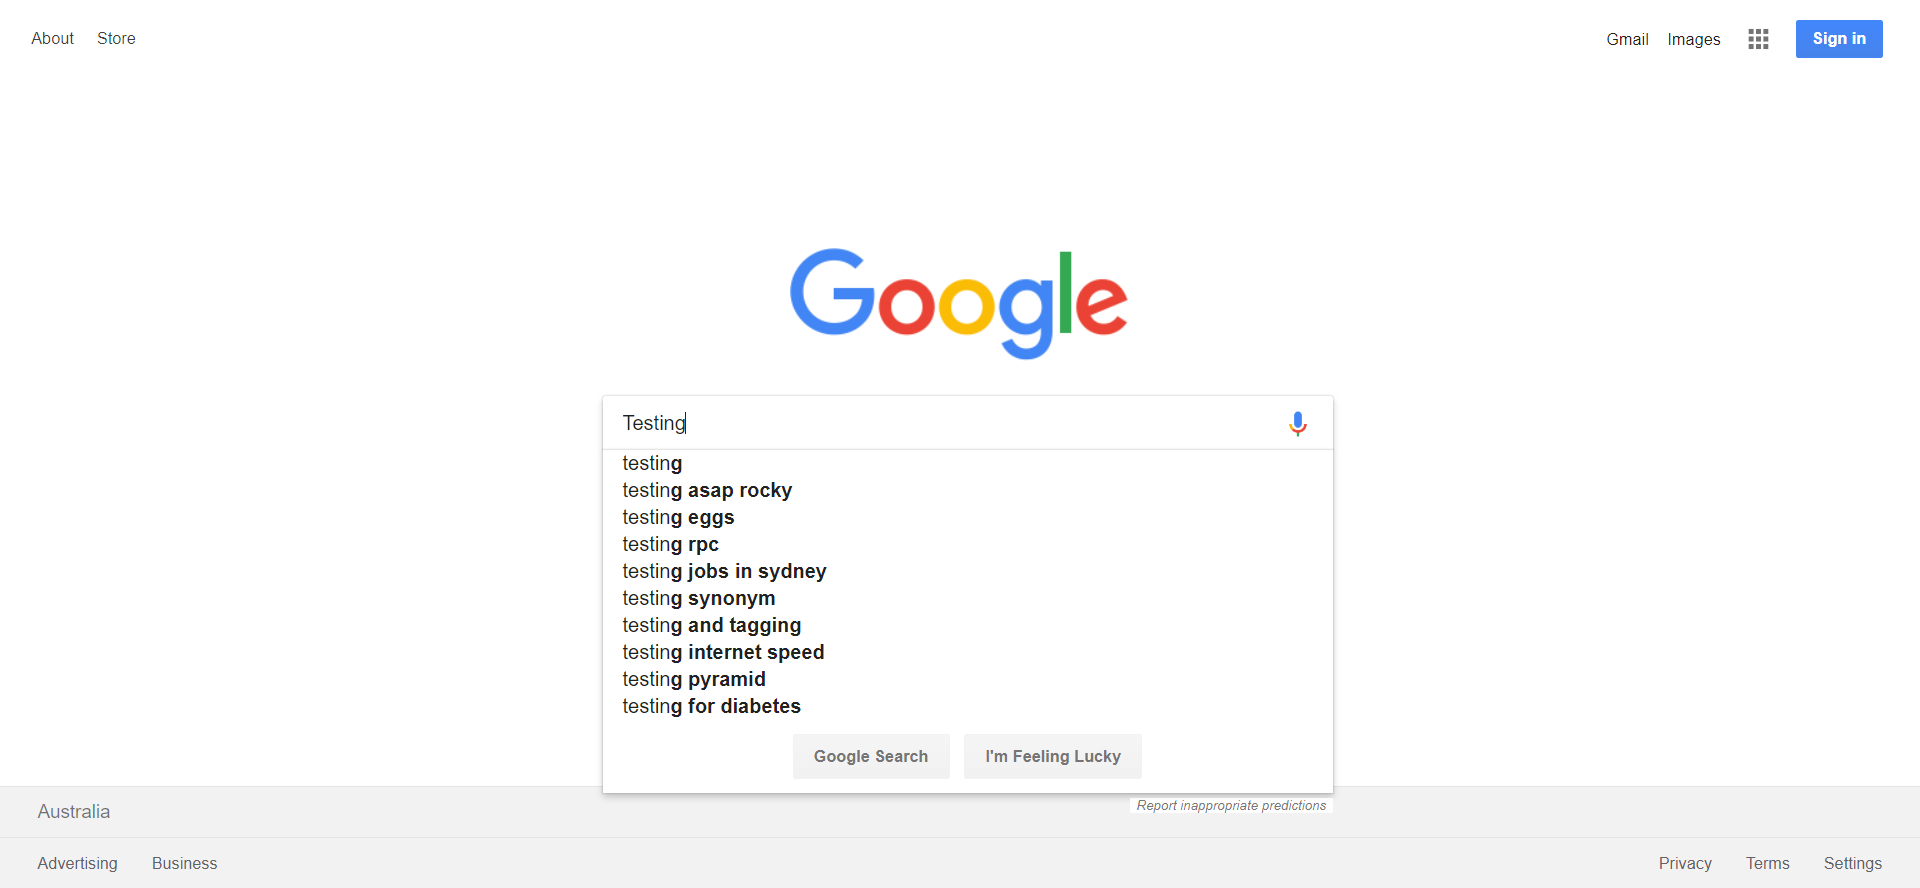 About Store
Gmail Images Sign in
Google
Testing
testing
testing asap rocky
testing eggs
testing rpc
testing jobs in sydney
testing synonym
testing and tagging
testing internet speed
testing pyramid
testing for diabetes
Google Search I'm Feeling Lucky
Report inappropriate predictions
Australia
Advertising Business
Privacy Terms Settings